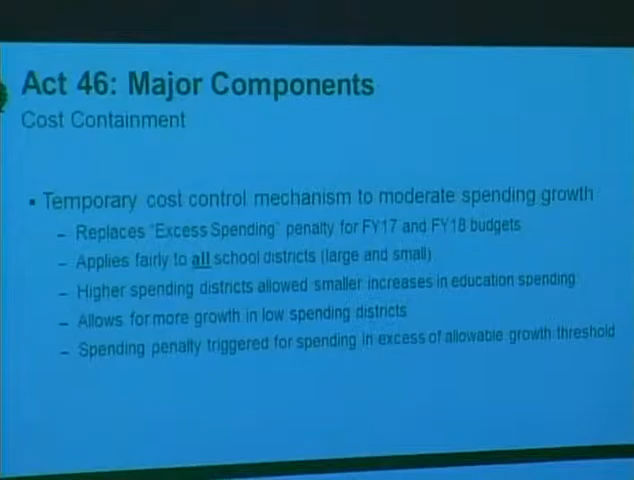 Act 46: Major Components
Cost Containment
▪ Temporary cost control mechanism to moderate spending growth
– Replaces "Excess Spending" penalty for FY17 and FY18 budgets
– Applies fairly to all school districts (large and small)
– Higher spending districts allowed smaller increases in education spending
– Allows for more growth in low spending districts
– Spending penalty triggered for spending in excess of allowable growth threshold